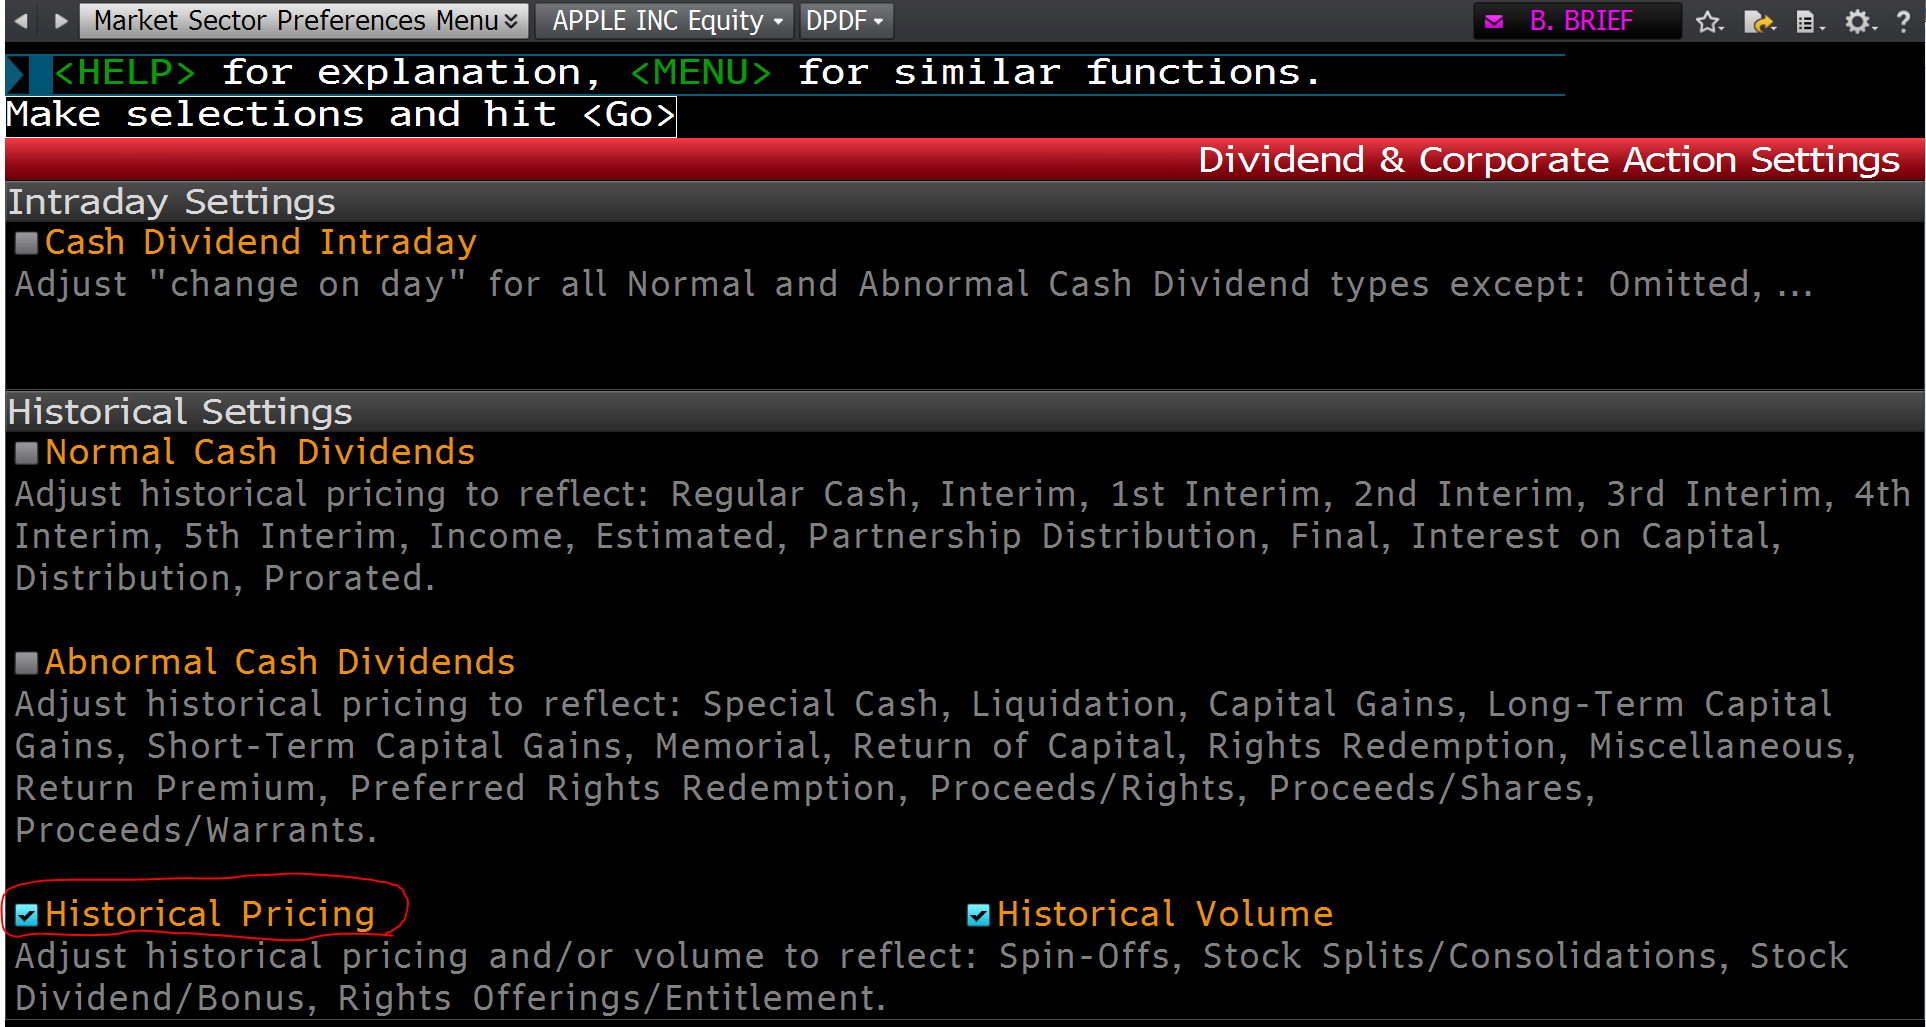 Market Sector Preferences Menu APPLE INC Equity DPDF B. BRIEF ?
<HELP> for explanation, <MENU> for similar functions.
Make selections and hit <Go>
Dividend & Corporate Action Settings
Intraday Settings
Cash Dividend Intraday
Adjust "change on day" for all Normal and Abnormal Cash Dividend types except: Omitted, ...
Historical Settings
Normal Cash Dividends
Adjust historical pricing to reflect: Regular Cash, Interim, 1st Interim, 2nd Interim, 3rd Interim, 4th
Interim, 5th Interim, Income, Estimated, Partnership Distribution, Final, Interest on Capital,
Distribution, Prorated.
Abnormal Cash Dividends
Adjust historical pricing to reflect: Special Cash, Liquidation, Capital Gains, Long-Term Capital
Gains, Short-Term Capital Gains, Memorial, Return of Capital, Rights Redemption, Miscellaneous,
Return Premium, Preferred Rights Redemption, Proceeds/Rights, Proceeds/Shares,
Proceeds/Warrants.
Historical Pricing Historical Volume
Adjust historical pricing and/or volume to reflect: Spin-Offs, Stock Splits/Consolidations, Stock
Dividend/Bonus, Rights Offerings/Entitlement.